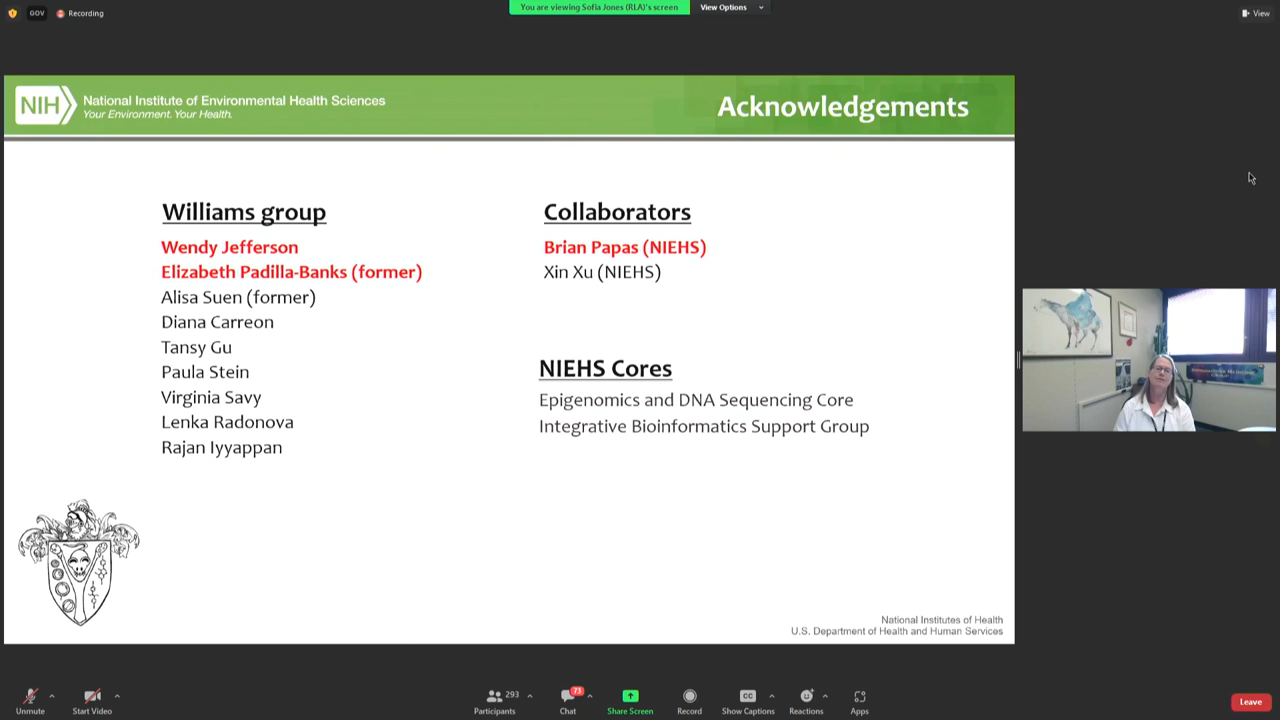 GOV
Recording
You are viewing Sofia Jones (RLA)'s screen
View Options
View
NIH
National Institute of Environmental Health Sciences
Your Environment. Your Health.
Acknowledgements
Williams group
Wendy Jefferson
Elizabeth Padilla-Banks (former)
Alisa Suen (former)
Diana Carreon
Tansy Gu
Paula Stein
Virginia Savy
Lenka Radonova
Rajan Iyyappan
Collaborators
Brian Papas (NIEHS)
Xin Xu (NIEHS)
NIEHS Cores
Epigenomics and DNA Sequencing Core
Integrative Bioinformatics Support Group
National Institutes of Health
U.S. Department of Health and Human Services
Unmute
Start Video
293
Participants
73
Chat
Share Screen
Record
CC
Show Captions
Reactions
Apps
Leave